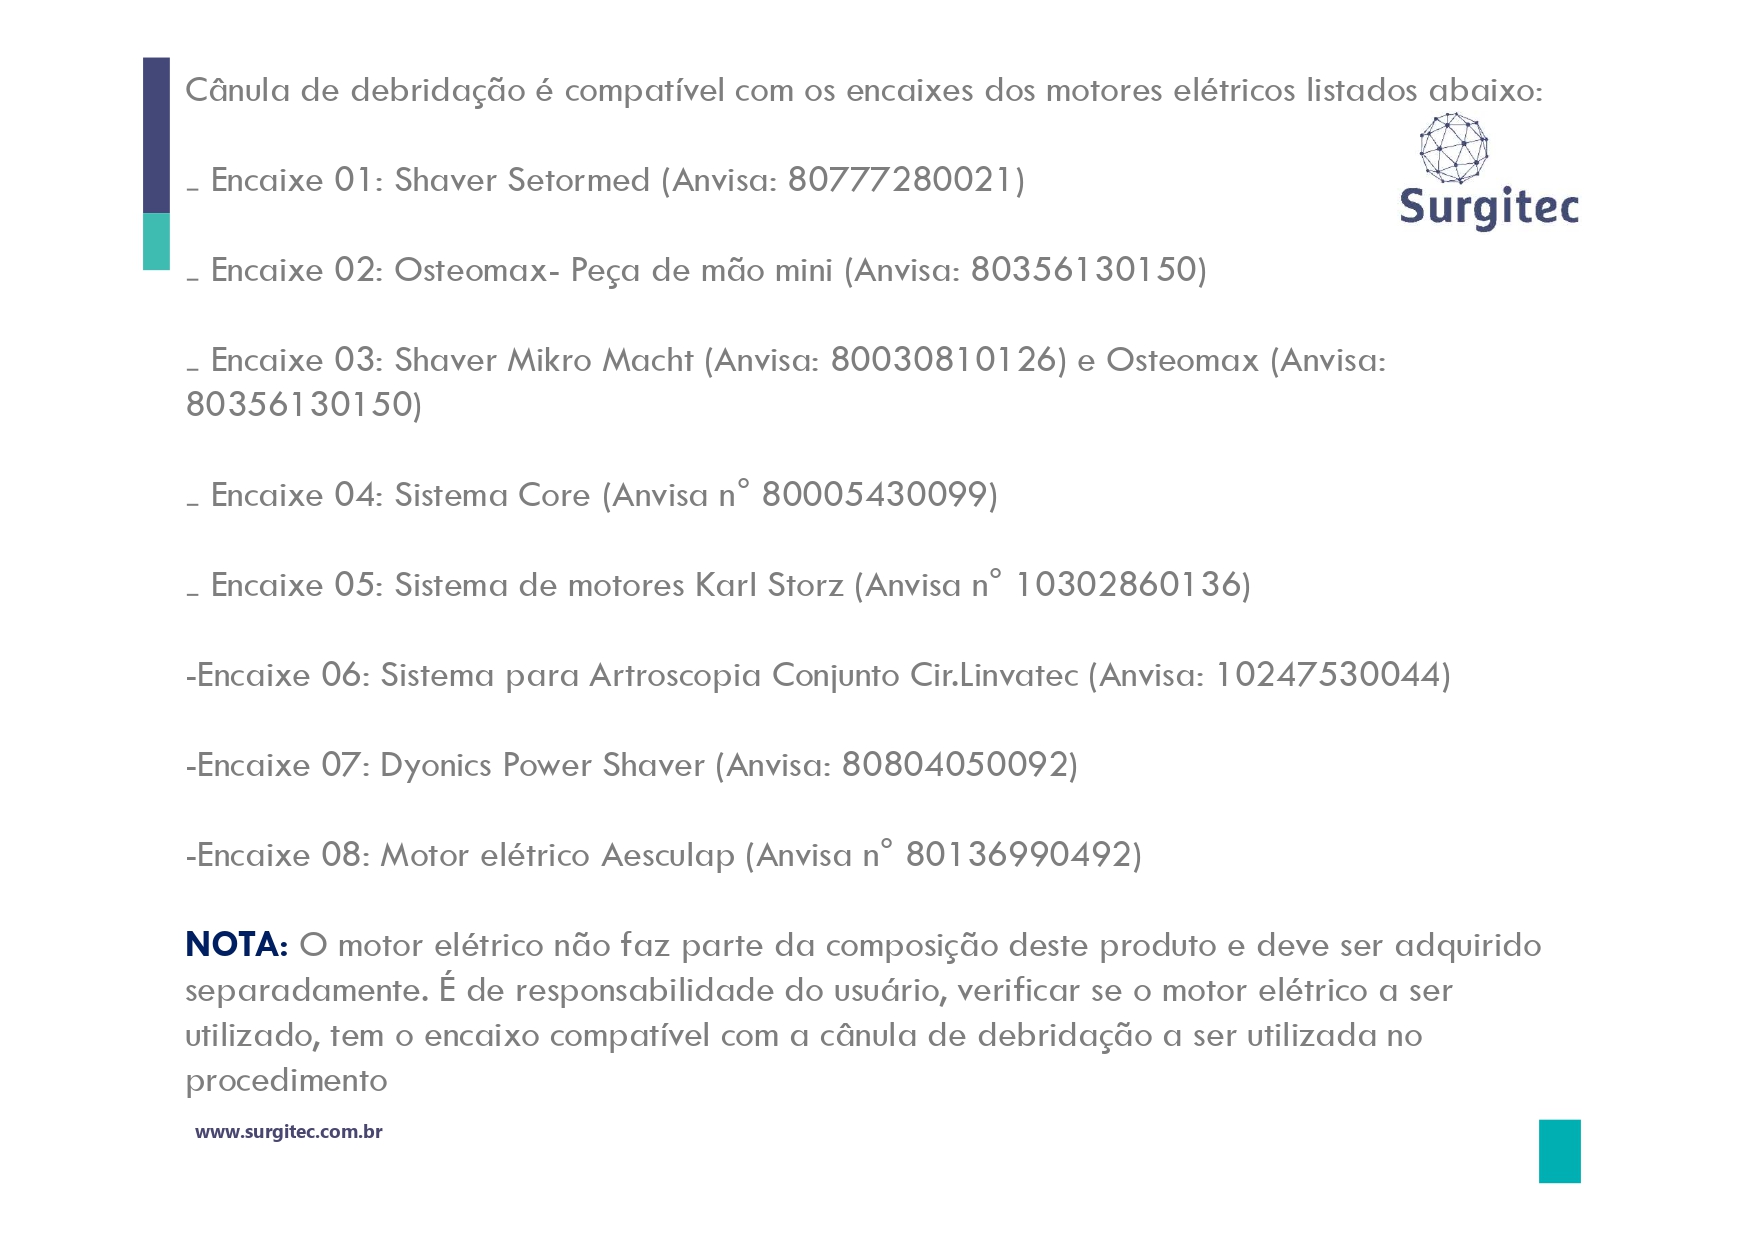 Cânula de debridação é compatível com os encaixes dos motores elétricos listados abaixo:
Surgitec
– Encaixe 01: Shaver Setormed (Anvisa: 80777280021)
– Encaixe 02: Osteomax- Peça de mão mini (Anvisa: 80356130150)
– Encaixe 03: Shaver Mikro Macht (Anvisa: 80030810126) e Osteomax (Anvisa:
80356130150)
– Encaixe 04: Sistema Core (Anvisa n° 80005430099)
– Encaixe 05: Sistema de motores Karl Storz (Anvisa n° 10302860136)
-Encaixe 06: Sistema para Artroscopia Conjunto Cir.Linvatec (Anvisa: 10247530044)
-Encaixe 07: Dyonics Power Shaver (Anvisa: 80804050092)
-Encaixe 08: Motor elétrico Aesculap (Anvisa n° 80136990492)
NOTA: O motor elétrico não faz parte da composição deste produto e deve ser adquirido
separadamente. É de responsabilidade do usuário, verificar se o motor elétrico a ser
utilizado, tem o encaixo compatível com a cânula de debridação a ser utilizada no
procedimento
www.surgitec.com.br